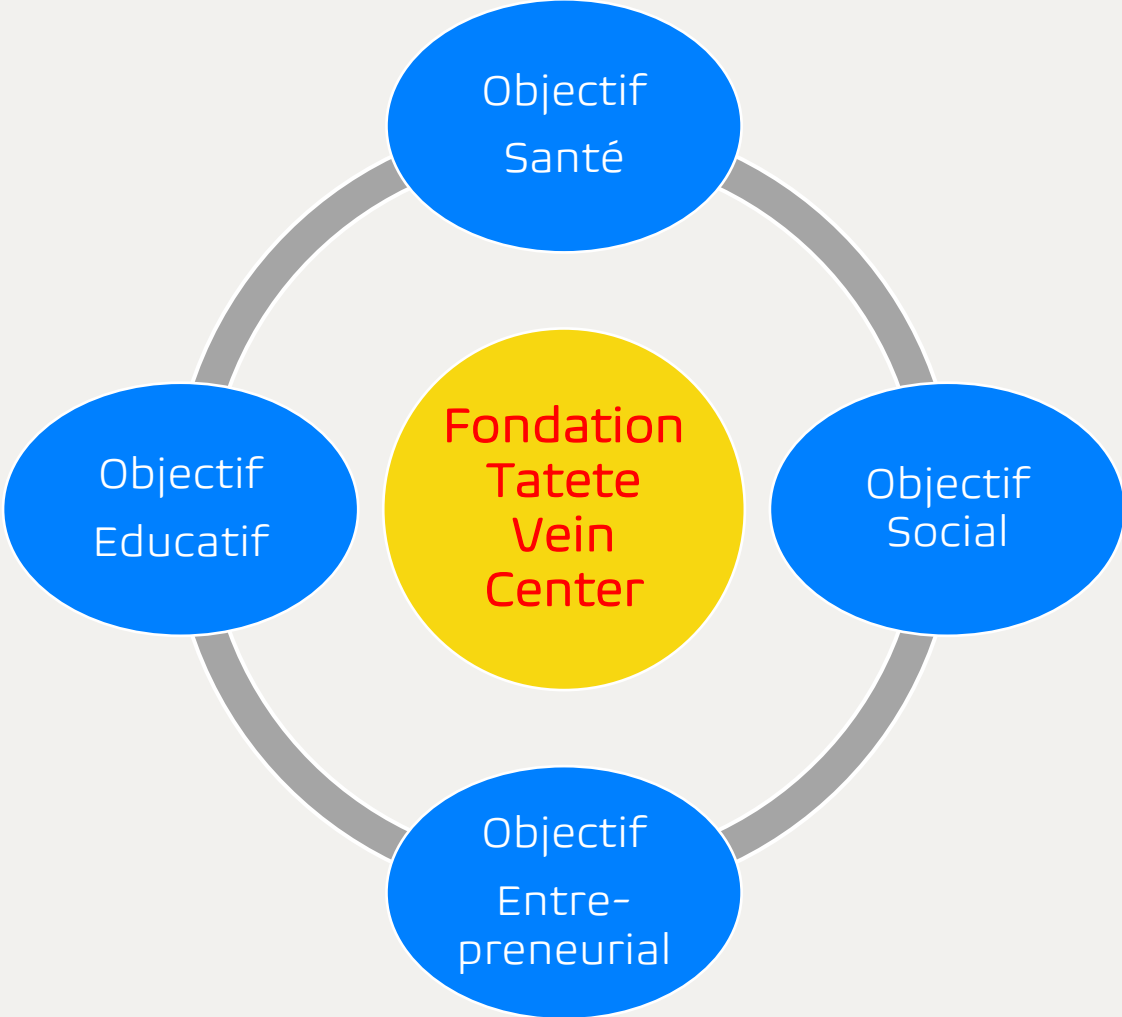 Objectif
Santé
Objectif
Educatif
Fondation
Tatete
Vein
Center
Objectif
Social
Objectif
Entre-
preneurial